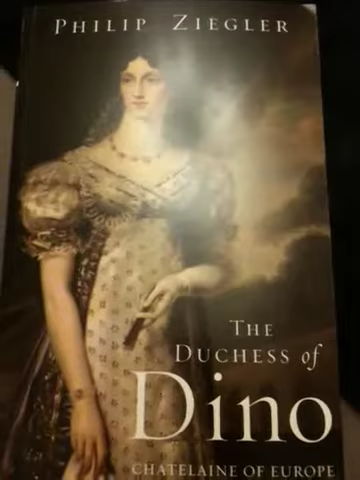 PHILIP ZIEGLER
THE
DUCHESS of
Dino
CHATELAINE OF EUROPE